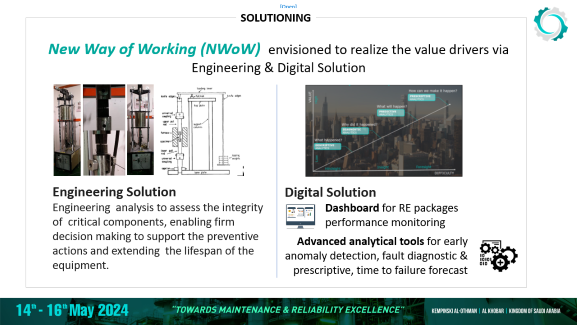 SOLUTIONING
New Way of Working (NWoW) envisioned to realize the value drivers via
Engineering & Digital Solution
How can we make it happen?
What will happen?
Why did it happen?
What happened?
Engineering Solution
Engineering analysis to assess the integrity
of critical components, enabling firm
decision making to support the preventive
actions and extending the lifespan of the
equipment.
Digital Solution
Dashboard for RE packages
performance monitoring
Advanced analytical tools for early
anomaly detection, fault diagnostic &
prescriptive, time to failure forecast
14th - 16th May 2024
"TOWARDS MAINTENANCE & RELIABILITY EXCELLENCE"
KEMPINSKI AL-OTHMAN | AL KHOBAR | KINGDOM OF SAUDI ARABIA